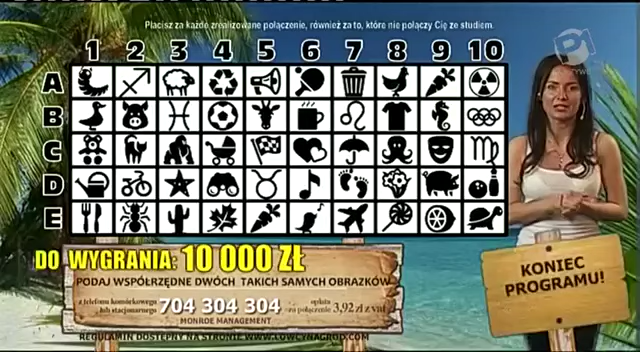 Płacisz za każde zrealizowane połączenie, również za to, które nie połączy Cię ze studiem.
1 2 3 4 5 6 7 8 9 10
A
B
C
D
E
DO WYGRANIA: 10 000 ZŁ
PODAJ WSPÓŁRZĘDNE DWÓCH TAKICH SAMYCH OBRAZKÓW
z telefonu komórkowego
lub stacjonarnego
704 304 304
opłata
za połączenie 3,92 zł z vat
MONROE MANAGEMENT
REGULAMIN DOSTĘPNY NA STRONIE WWW.LOWCYNAGROD.COM
KONIEC
PROGRAMU!